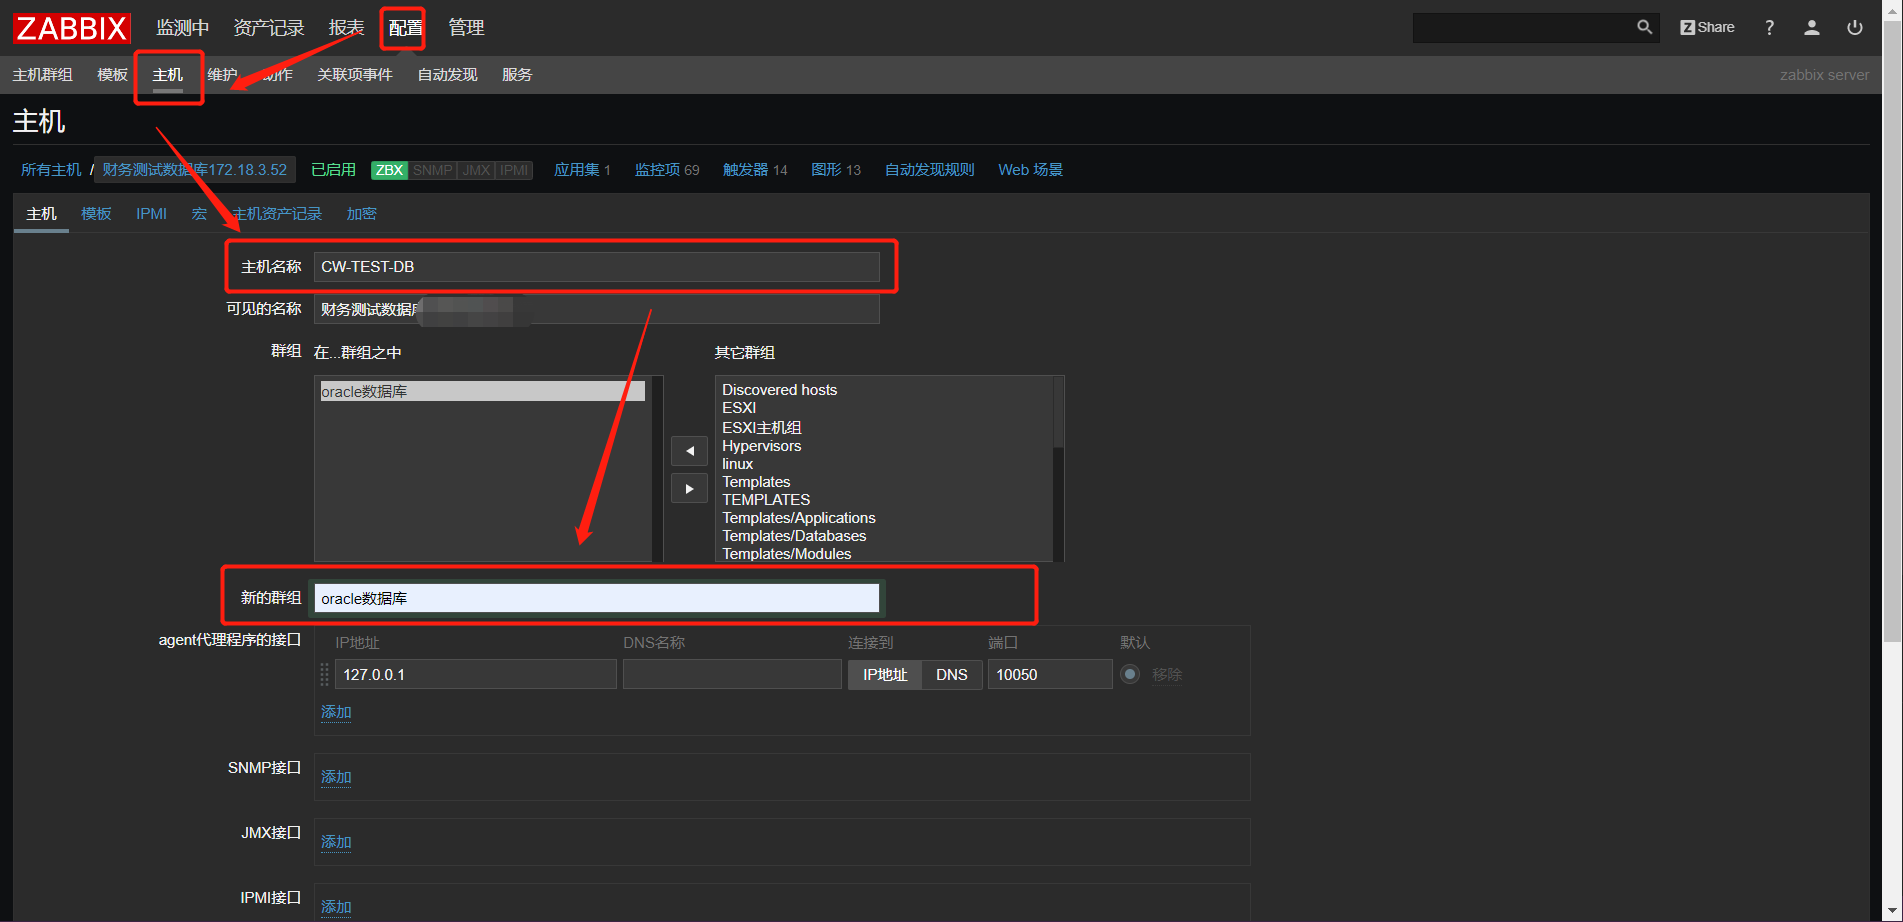 ZABBIX 监测中 资产记录 报表 配置 管理 Z Share ?
主机群组 模板 主机 维护 动作 关联项事件 自动发现 服务 zabbix server
主机
所有主机 / 财务测试数据库172.18.3.52 已启用 ZBX SNMP JMX IPMI 应用集 1 监控项 69 触发器 14 图形 13 自动发现规则 Web 场景
主机 模板 IPMI 宏 主机资产记录 加密
主机名称 CW-TEST-DB
可见的名称 财务测试数据库
群组 在...群组之中 其它群组
oracle数据库
Discovered hosts
ESXI
ESXI主机组
Hypervisors
linux
Templates
TEMPLATES
Templates/Applications
Templates/Databases
Templates/Modules
新的群组 oracle数据库
agent代理程序的接口 IP地址 DNS名称 连接到 端口 默认
127.0.0.1 IP地址 DNS 10050 移除
添加
SNMP接口 添加
JMX接口 添加
IPMI接口 添加